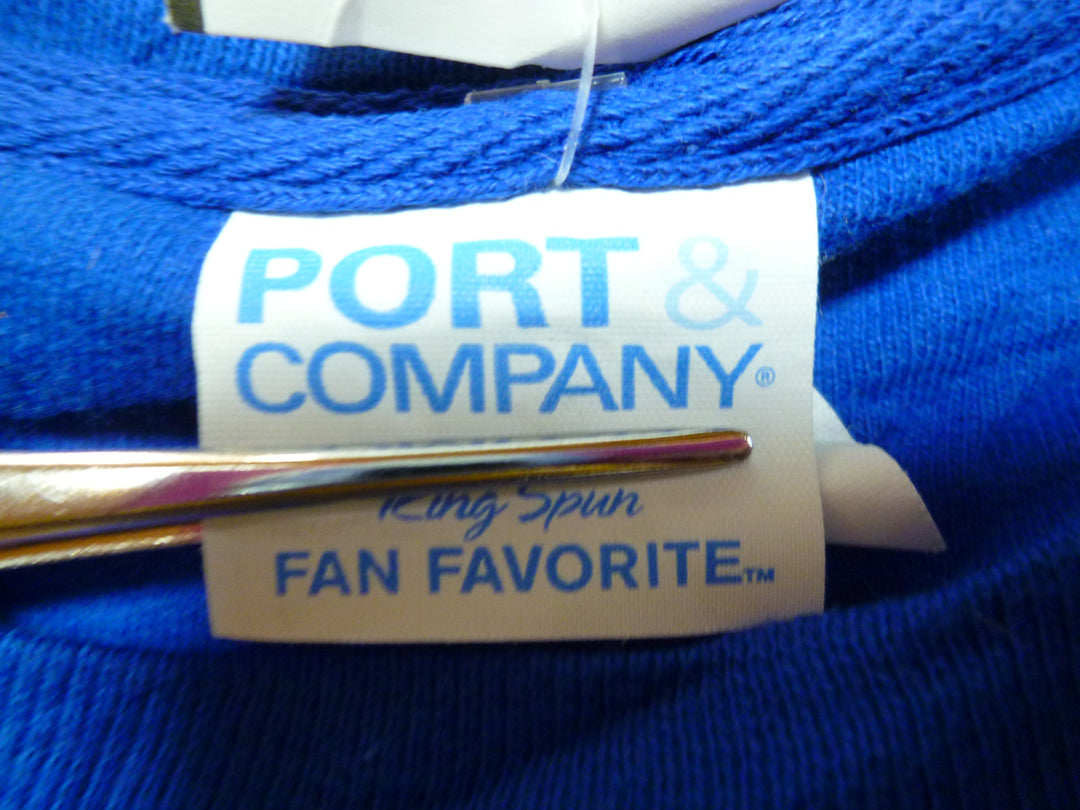 PORT &
COMPANY®
Ring Spun
FAN FAVORITE™